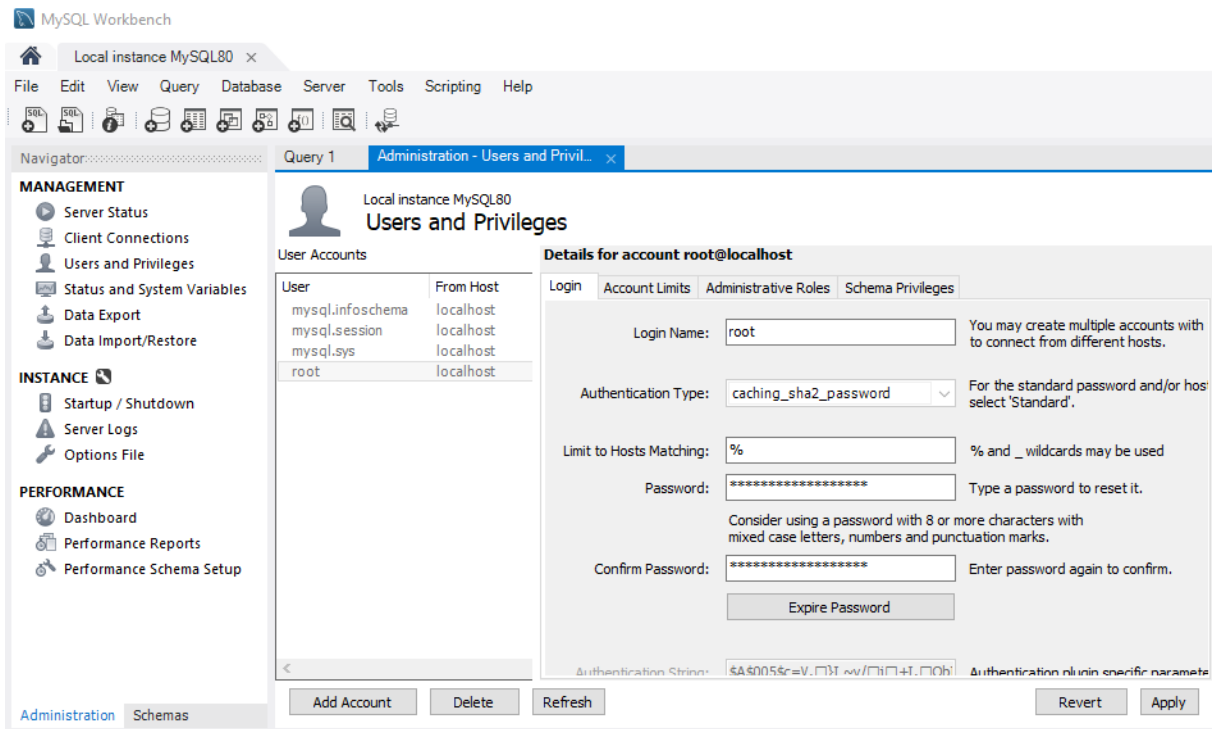 MySQL Workbench
Local instance MySQL80 ×
File Edit View Query Database Server Tools Scripting Help
Navigator
Query 1
Administration - Users and Privil... ×
MANAGEMENT
Server Status
Client Connections
Users and Privileges
Status and System Variables
Data Export
Data Import/Restore
INSTANCE
Startup / Shutdown
Server Logs
Options File
PERFORMANCE
Dashboard
Performance Reports
Performance Schema Setup
Administration Schemas
Local instance MySQL80
Users and Privileges
User Accounts
User From Host
mysql.infoschema localhost
mysql.session localhost
mysql.sys localhost
root localhost
Add Account Delete Refresh
Details for account root@localhost
Login Account Limits Administrative Roles Schema Privileges
Login Name: root
You may create multiple accounts with
to connect from different hosts.
Authentication Type: caching_sha2_password
For the standard password and/or hos
select 'Standard'.
Limit to Hosts Matching: % % and _ wildcards may be used
Password: ****************** Type a password to reset it.
Consider using a password with 8 or more characters with
mixed case letters, numbers and punctuation marks.
Confirm Password: ****************** Enter password again to confirm.
Expire Password
Authentication String: Authentication plugin specific paramete
Revert Apply